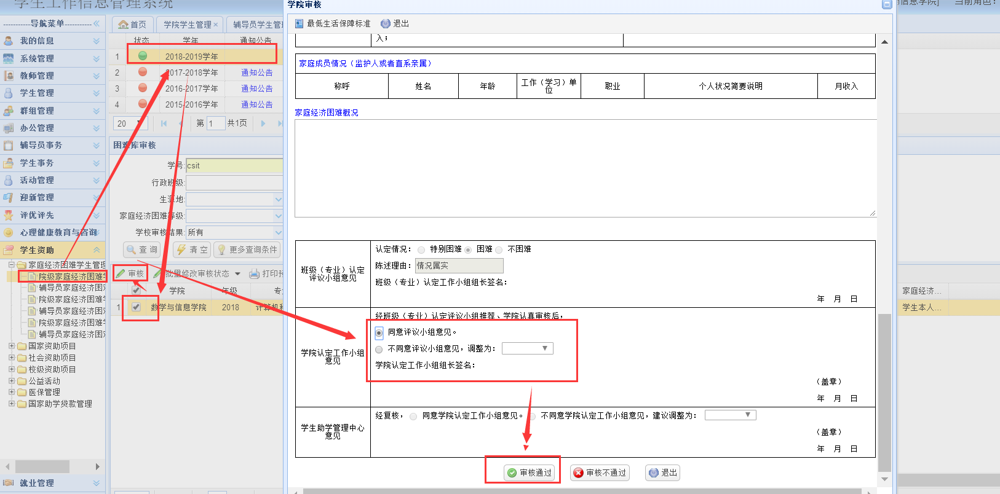 学生工作信息管理系统
与信息学院]
当前角色:
导航菜单
我的信息
系统管理
教师管理
学生管理
群组管理
办公管理
辅导员事务
学生事务
活动管理
迎新管理
评优评先
心理健康教育与咨询
学生资助
家庭经济困难学生管理
院级家庭经济困难学
辅导员家庭经济困难
院级家庭经济困难学
辅导员家庭经济困难
院级家庭经济困难学
辅导员家庭经济困难
国家资助项目
社会资助项目
校级资助项目
公益活动
医保管理
国家助学贷款管理
就业管理
首页
学院学生管理
辅导员学生管理
状态 学年 通知公告
1 2018-2019学年
2 2017-2018学年 通知公告
3 2016-2017学年 通知公告
4 2015-2016学年 通知公告
20 第 1 共1页
困难库审核
学号: csit
行政班级:
生源地:
家庭经济困难等级:
学校审核结果: 所有
查 询
清 空
更多查询条件
审核
批量修改审核状态
打印预
学院 年级 专
1 数学与信息学院 2018 计算机科
学院审核
最低生活保障标准
退出
入;
家庭成员情况（监护人或者直系亲属）
称呼 姓名 年龄 工作（学习）单位 职业 个人状况简要说明 月收入
家庭经济困难概况
班级（专业）认定评议小组意见
认定情况: 特别困难 困难 不困难
陈述理由: 情况属实
班级（专业）认定工作小组组长签名:
年 月 日
学院认定工作小组意见
经班级（专业）认定评议小组推荐、学院认真审核后,
同意评议小组意见。
不同意评议小组意见, 调整为:
学院认定工作小组组长签名:
（盖章）
年 月 日
学生助学管理中心意见
经复核, 同意学院认定工作小组意见。 不同意学院认定工作小组意见, 建议调整为:
（盖章）
年 月 日
审核通过
审核不通过
退出
家庭经济...
学生本人...